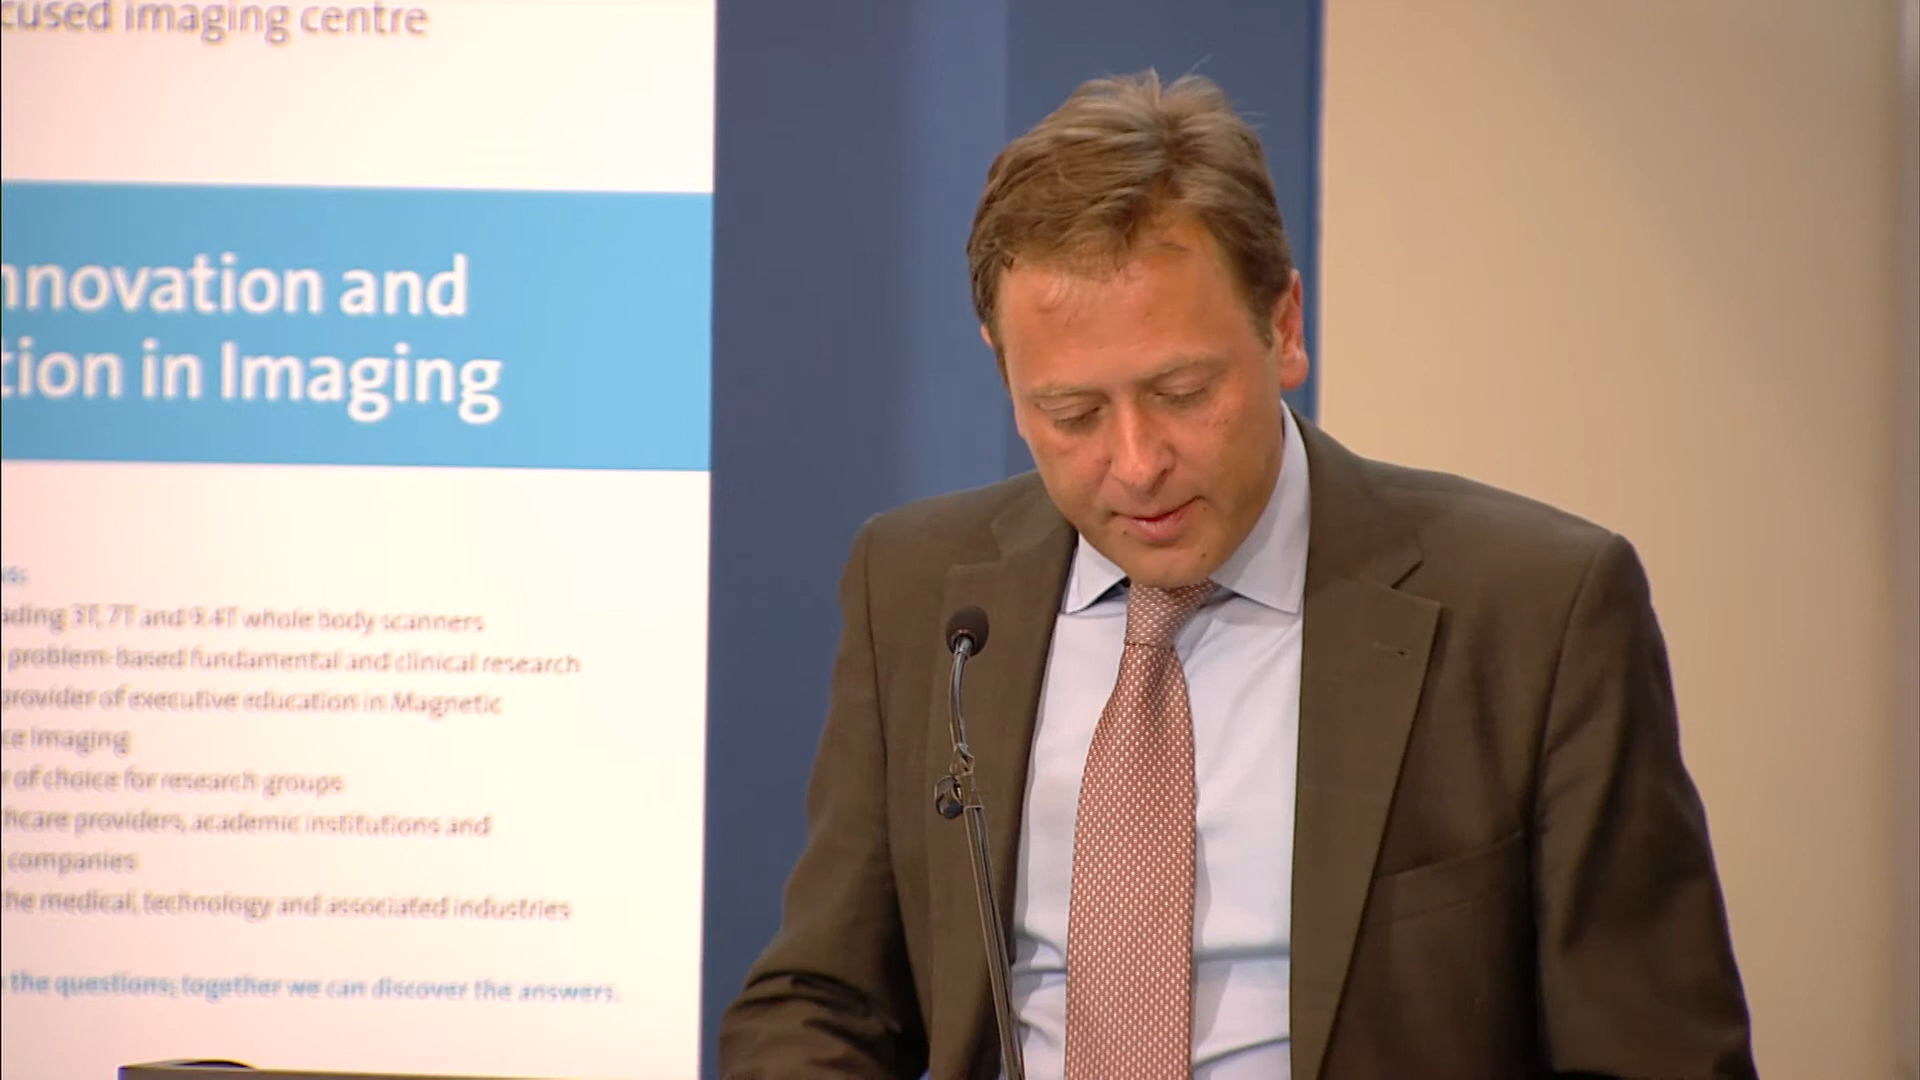 cused imaging centre
nnovation and
tion in Imaging
ading 3T, 7T and 9.4T whole body scanners
problem-based fundamental and clinical research
provider of executive education in Magnetic
ce Imaging
of choice for research groups
hcare providers, academic institutions and
companies
he medical, technology and associated industries
the questions, together we can discover the answers.